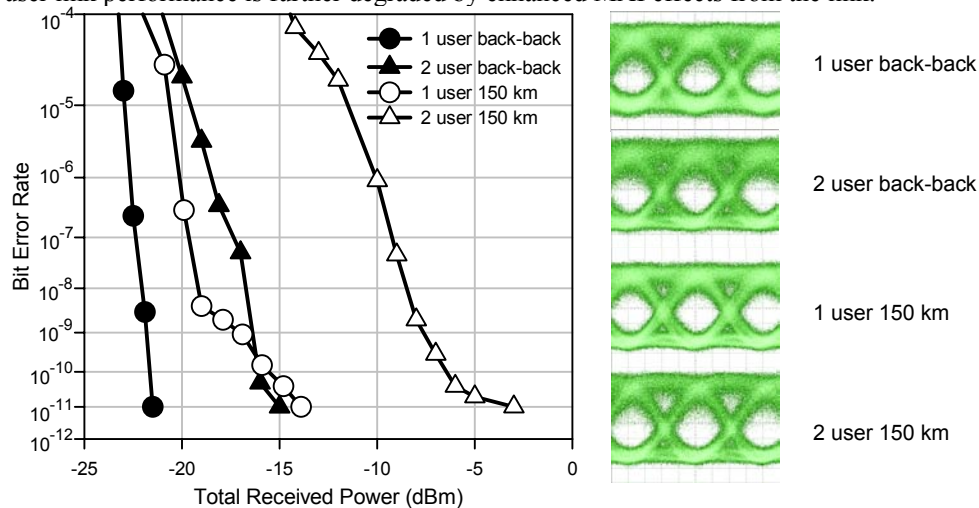 user link performance is further degraded by enhanced MAI effects from the link.
10-4
10-5
10-6
10-7
10-8
10-9
10-10
10-11
10-12
Bit Error Rate
1 user back-back
2 user back-back
1 user 150 km
2 user 150 km
-25 -20 -15 -10 -5 0
Total Received Power (dBm)
1 user back-back
2 user back-back
1 user 150 km
2 user 150 km